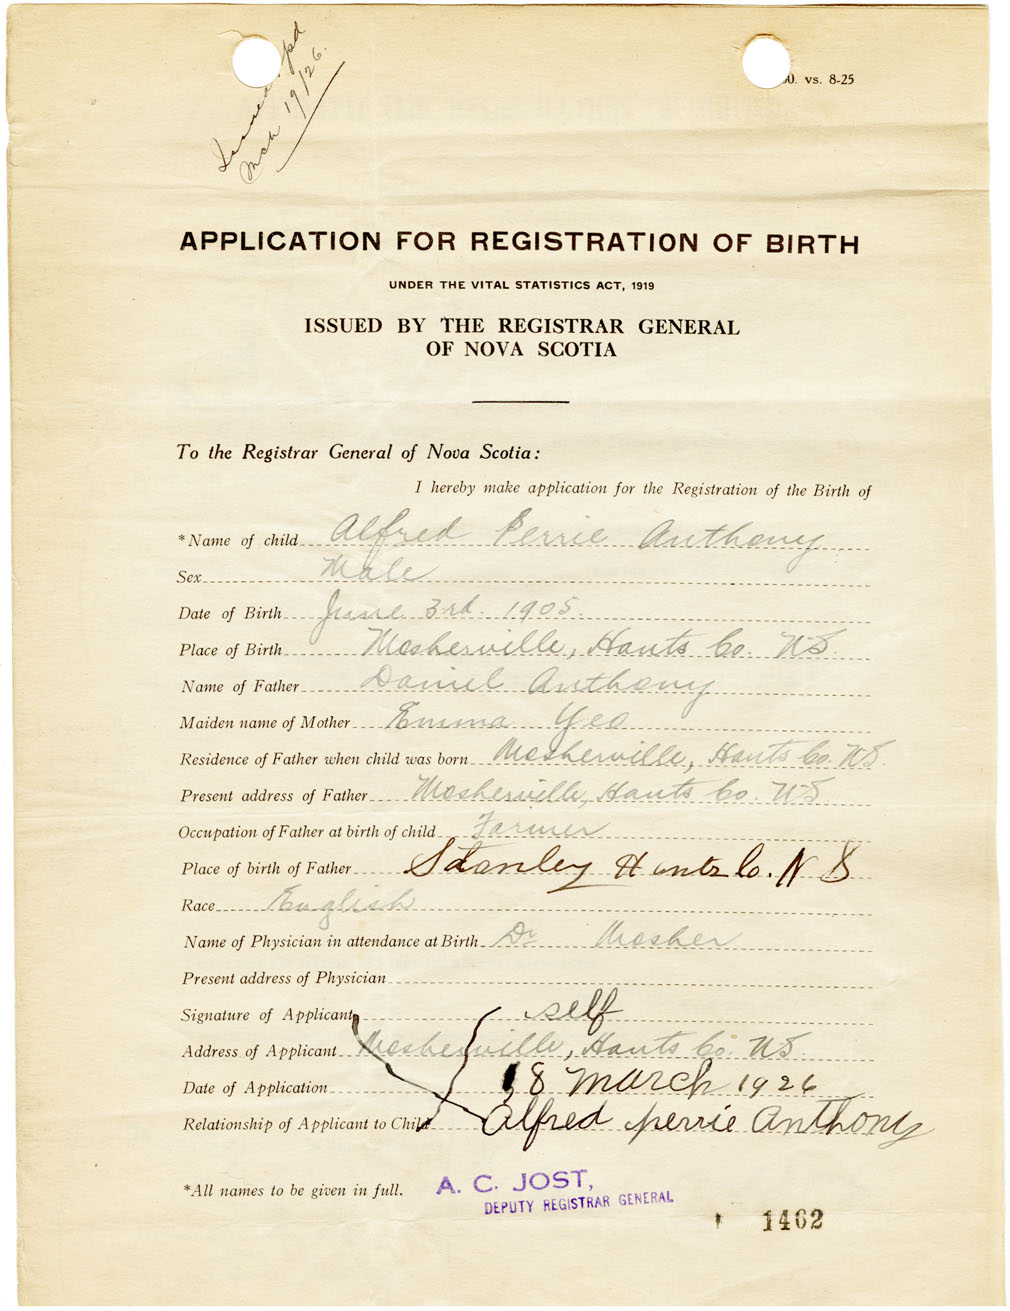 Issued pd
Mch 19/26.
00. vs. 8-25
APPLICATION FOR REGISTRATION OF BIRTH
UNDER THE VITAL STATISTICS ACT, 1919
ISSUED BY THE REGISTRAR GENERAL
OF NOVA SCOTIA
To the Registrar General of Nova Scotia:
I hereby make application for the Registration of the Birth of
*Name of child Alfred Perrie Anthony
Sex Male
Date of Birth June 3rd. 1905.
Place of Birth Mosherville, Hants Co. N.S.
Name of Father Daniel Anthony
Maiden name of Mother Emma Yeo
Residence of Father when child was born Mosherville, Hants Co. N.S.
Present address of Father Mosherville, Hants Co. N.S.
Occupation of Father at birth of child Farmer
Place of birth of Father Stanley Hants Co. N S
Race English
Name of Physician in attendance at Birth Dr Mosher
Present address of Physician
Signature of Applicant self
Address of Applicant Mosherville, Hants Co. N.S.
Date of Application 18 March 1926
Relationship of Applicant to Child Alfred perrie Anthony
*All names to be given in full.
A. C. JOST,
DEPUTY REGISTRAR GENERAL
1462